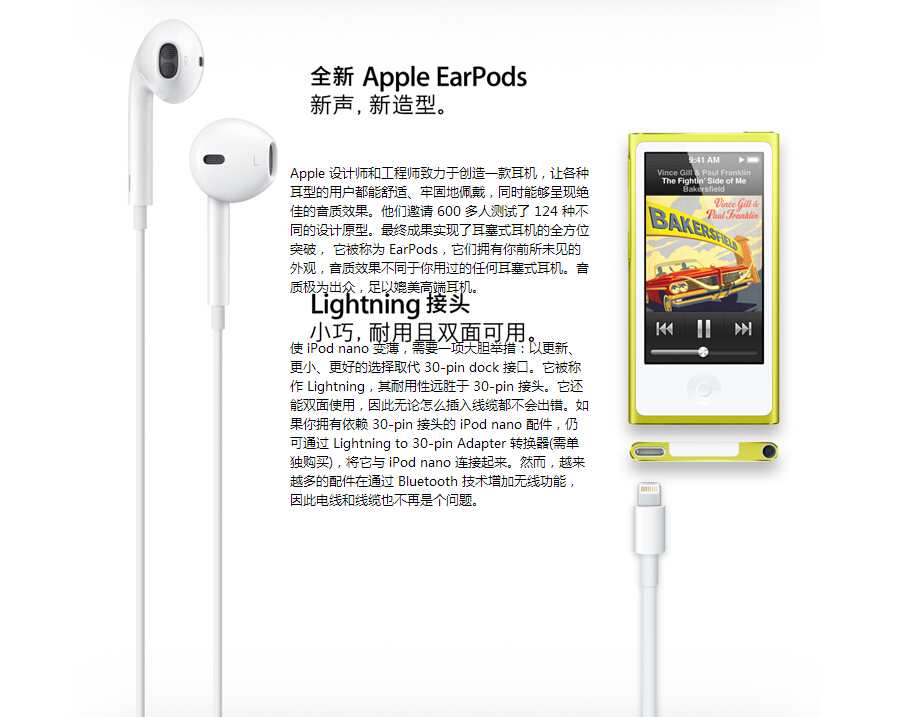 全新 Apple EarPods
新声，新造型。
Apple 设计师和工程师致力于创造一款耳机，让各种
耳型的用户都能舒适、牢固地佩戴，同时能够呈现绝
佳的音质效果。他们邀请 600 多人测试了 124 种不
同的设计原型。最终成果实现了耳塞式耳机的全方位
突破， 它被称为 EarPods，它们拥有你前所未见的
外观，音质效果不同于你用过的任何耳塞式耳机。音
质极为出众，足以媲美高端耳机。
Lightning 接头
小巧，耐用且双面可用。
使 iPod nano 变薄，需要一项大胆举措：以更新、
更小、更好的选择取代 30-pin dock 接口。它被称
作 Lightning，其耐用性远胜于 30-pin 接头。它还
能双面使用，因此无论怎么插入线缆都不会出错。如
果你拥有依赖 30-pin 接头的 iPod nano 配件，仍
可通过 Lightning to 30-pin Adapter 转换器(需单
独购买)，将它与 iPod nano 连接起来。然而，越来
越多的配件在通过 Bluetooth 技术增加无线功能，
因此电线和线缆也不再是个问题。
L
9:41 AM
Vince Gill & Paul Franklin
The Fightin' Side of Me
Bakersfield
Vince Gill &
Paul Franklin
BAKERSFIELD